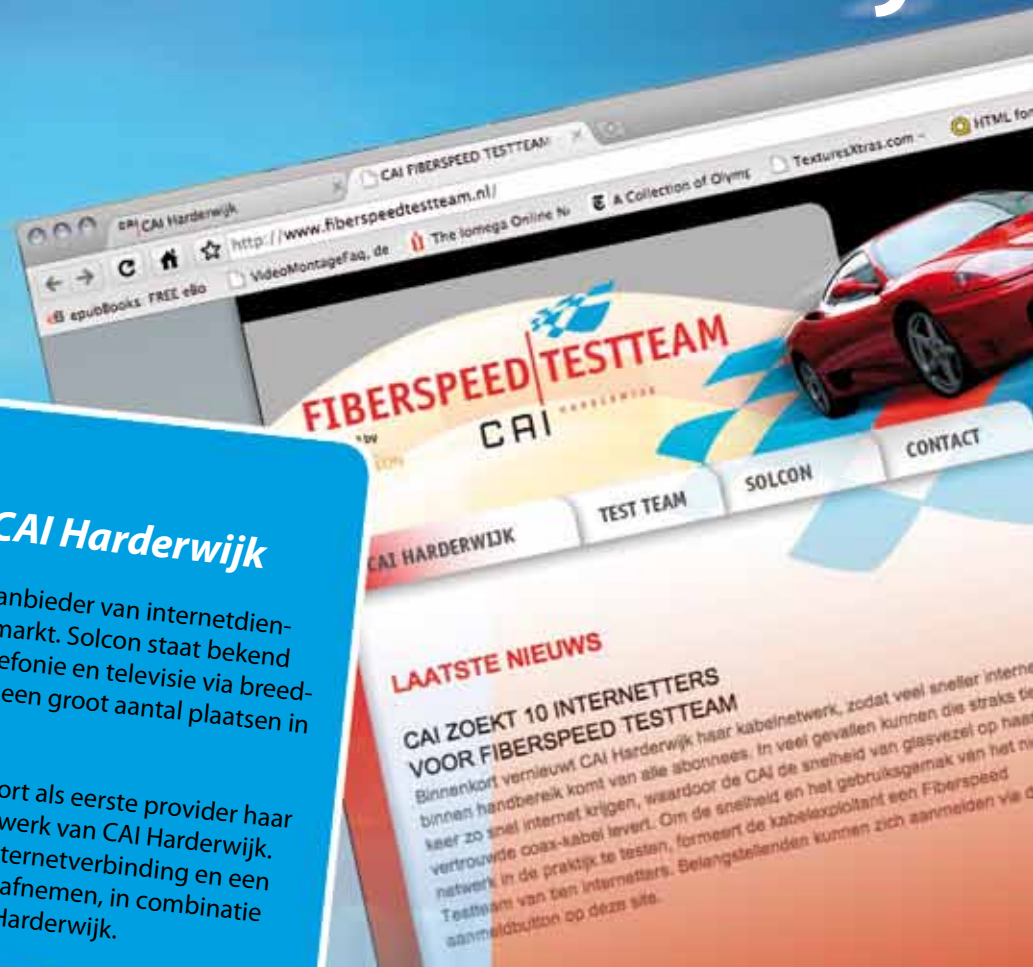 CAI Harderwijk
CAI FIBERSPEED TESTTEAM
http://www.fiberspeedtestteam.nl/
epubBooks FREE eBo
VideoMontageFaq, de
The Iomega Online N
A Collection of Olym
TexturesXtras.com –
HTML for
FIBERSPEED TESTTEAM
by
CAI HARDERWIJK
CAI HARDERWIJK
TEST TEAM
SOLCON
CONTACT
LAATSTE NIEUWS
CAI ZOEKT 10 INTERNETTERS
VOOR FIBERSPEED TESTTEAM
Binnenkort vernieuwt CAI Harderwijk haar kabelnetwerk, zodat veel sneller interne
binnen handbereik komt van alle abonnees. In veel gevallen kunnen die straks
keer zo snel internet krijgen, waardoor de CAI de snelheid van glasvezel op haar
vertrouwde coax-kabel levert. Om de snelheid en het gebruiksgemak van het
netwerk in de praktijk te testen, formeert de kabelexploitant een Fiberspeed
Testteam van tien internetters. Belangstellenden kunnen zich aanmelden via
aanmeldbutton op deze site.
CAI Harderwijk
anbieder van internetdien-
markt. Solcon staat bekend
efonie en televisie via breed-
een groot aantal plaatsen in
ort als eerste provider haar
werk van CAI Harderwijk.
ternetverbinding en een
afnemen, in combinatie
Harderwijk.